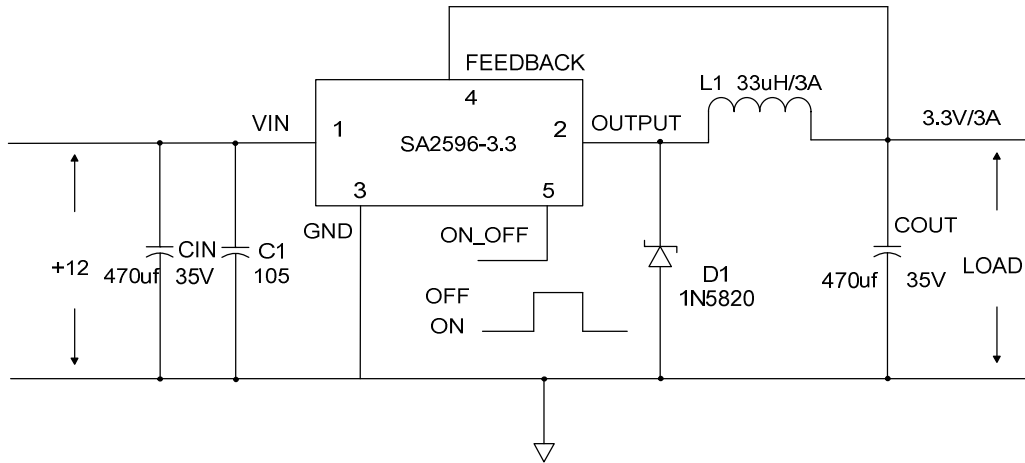 FEEDBACK
L1 33uH/3A
4
VIN
1
SA2596-3.3
2
OUTPUT
3.3V/3A
3
5
GND
ON_OFF
COUT
CIN
C1
+12
470uf 35V
105
D1
1N5820
470uf 35V
LOAD
OFF
ON